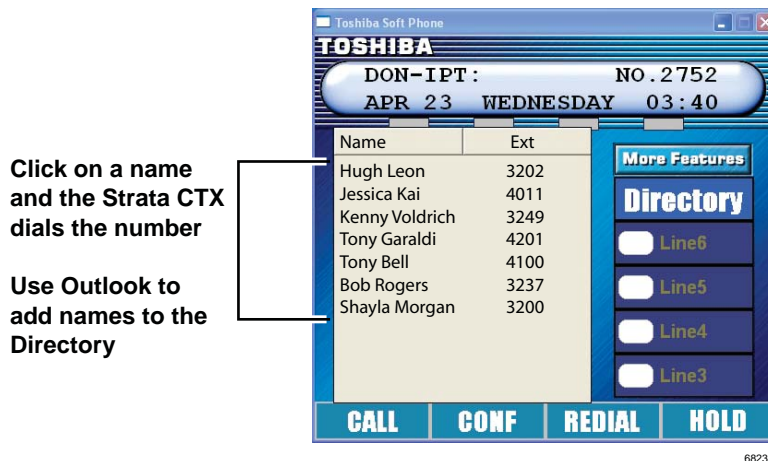 Click on a name
and the Strata CTX
dials the number
Use Outlook to
add names to the
Directory
Toshiba Soft Phone
TOSHIBA
DON-IPT: NO.2752
APR 23 WEDNESDAY 03:40
Name Ext
Hugh Leon 3202
Jessica Kai 4011
Kenny Voldrich 3249
Tony Garaldi 4201
Tony Bell 4100
Bob Rogers 3237
Shayla Morgan 3200
More Features
Directory
Line6
Line5
Line4
Line3
CALL CONF REDIAL HOLD
6823